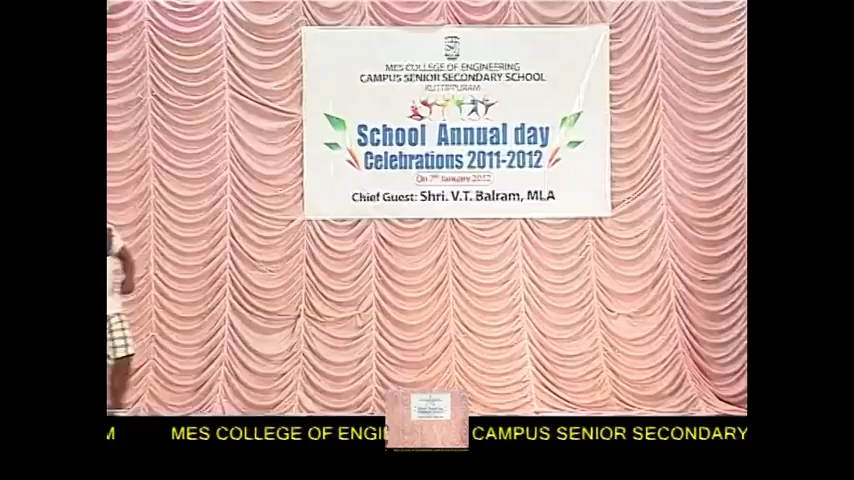 MES COLLEGE OF ENGINEERING
CAMPUS SENIOR SECONDARY SCHOOL
KUTTIPPURAM
School Annual day
Celebrations 2011-2012
On 7th January 2012
Chief Guest: Shri. V.T. Balram, MLA
M MES COLLEGE OF ENGI CAMPUS SENIOR SECONDARY